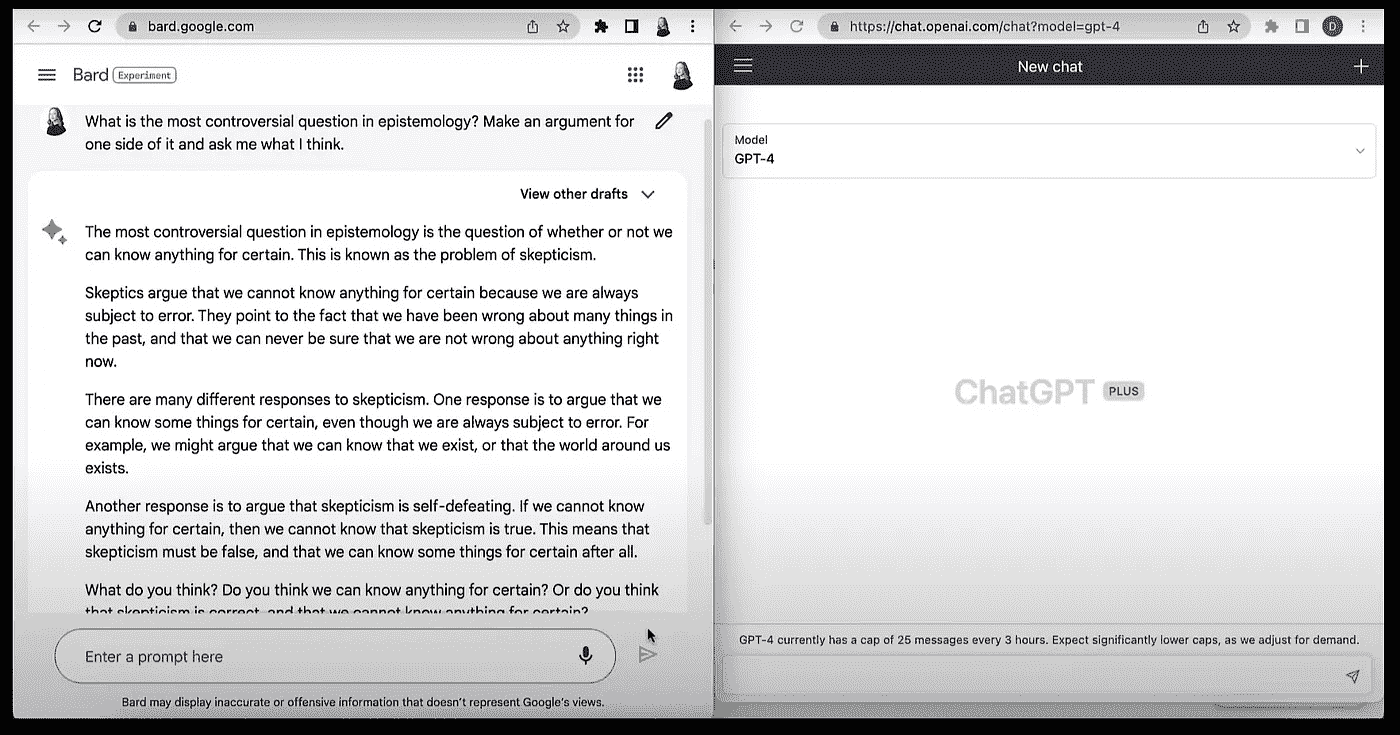 bard.google.com
Bard Experiment
What is the most controversial question in epistemology? Make an argument for
one side of it and ask me what I think.
View other drafts
The most controversial question in epistemology is the question of whether or not we
can know anything for certain. This is known as the problem of skepticism.
Skeptics argue that we cannot know anything for certain because we are always
subject to error. They point to the fact that we have been wrong about many things in
the past, and that we can never be sure that we are not wrong about anything right
now.
There are many different responses to skepticism. One response is to argue that we
can know some things for certain, even though we are always subject to error. For
example, we might argue that we can know that we exist, or that the world around us
exists.
Another response is to argue that skepticism is self-defeating. If we cannot know
anything for certain, then we cannot know that skepticism is true. This means that
skepticism must be false, and that we can know some things for certain after all.
What do you think? Do you think we can know anything for certain? Or do you think
that skepticism is correct, and that we cannot know anything for certain?
Enter a prompt here
Bard may display inaccurate or offensive information that doesn't represent Google's views.
https://chat.openai.com/chat?model=gpt-4
D
New chat
Model
GPT-4
ChatGPT PLUS
GPT-4 currently has a cap of 25 messages every 3 hours. Expect significantly lower caps, as we adjust for demand.